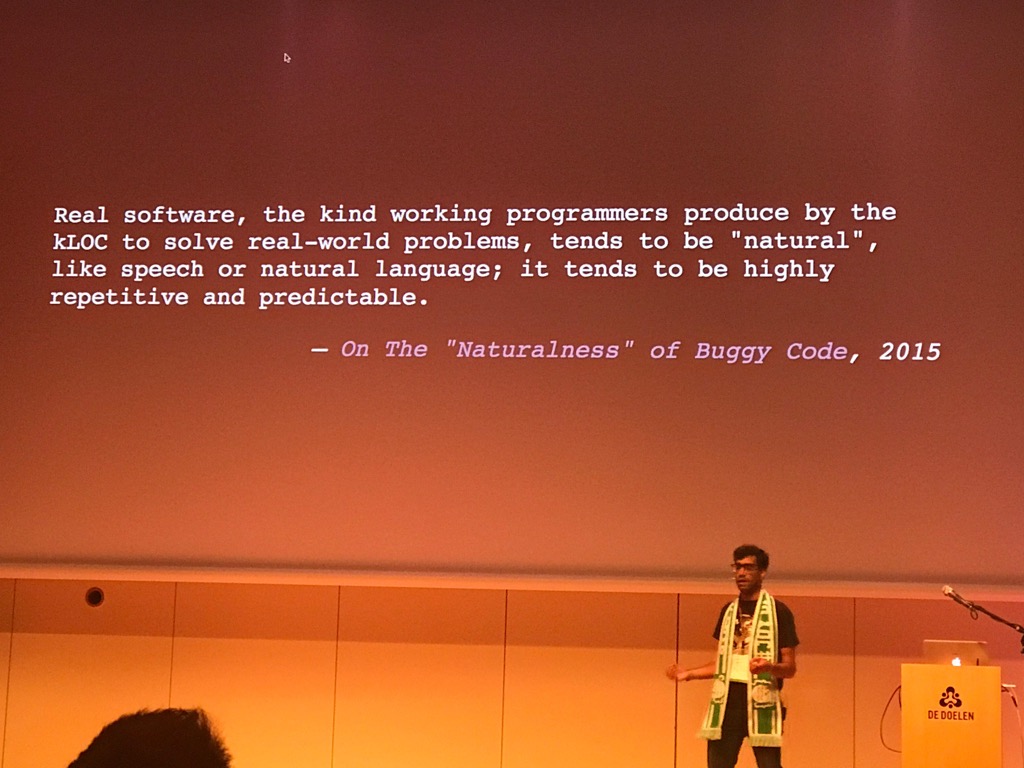 Real software, the kind working programmers produce by the
kLOC to solve real-world problems, tends to be "natural",
like speech or natural language; it tends to be highly
repetitive and predictable.
— On The "Naturalness" of Buggy Code, 2015
DE DOELEN